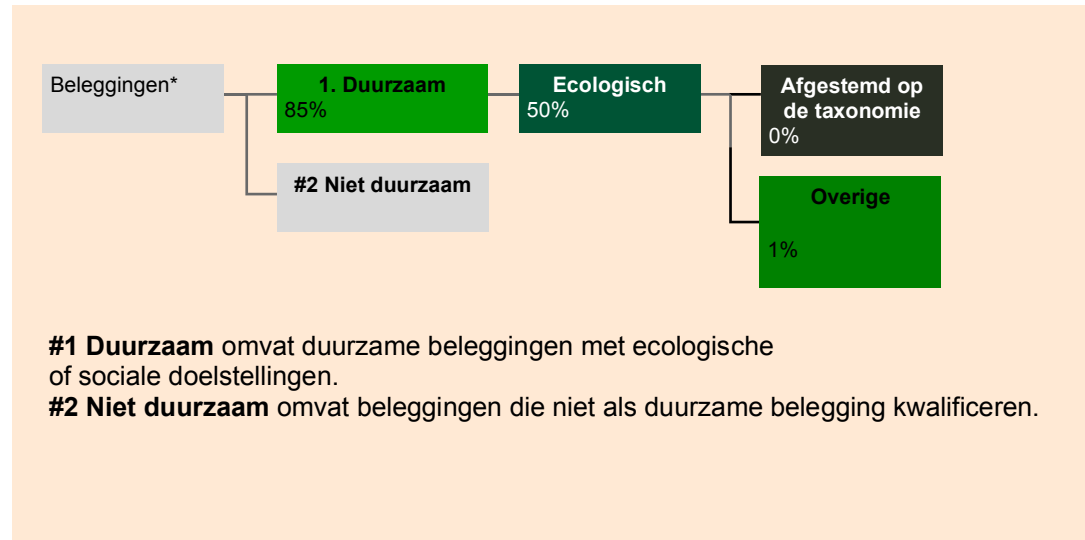 Beleggingen*
1. Duurzaam
85%
Ecologisch
50%
Afgestemd op
de taxonomie
0%
#2 Niet duurzaam
Overige
1%
#1 Duurzaam omvat duurzame beleggingen met ecologische
of sociale doelstellingen.
#2 Niet duurzaam omvat beleggingen die niet als duurzame belegging kwalificeren.